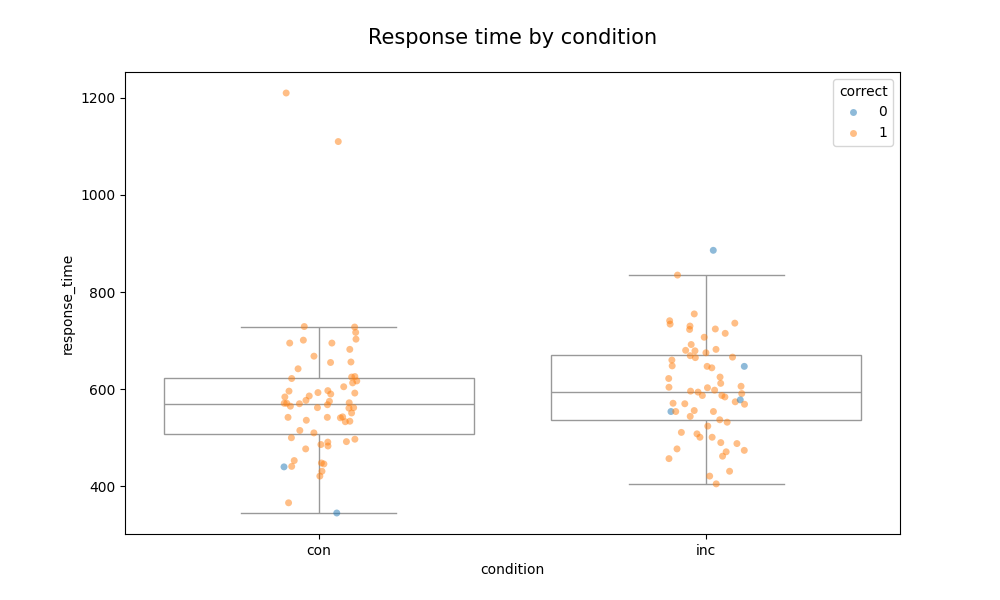 Response time by condition
correct
0
1
1200
1000
800
600
400
response_time
con
inc
condition